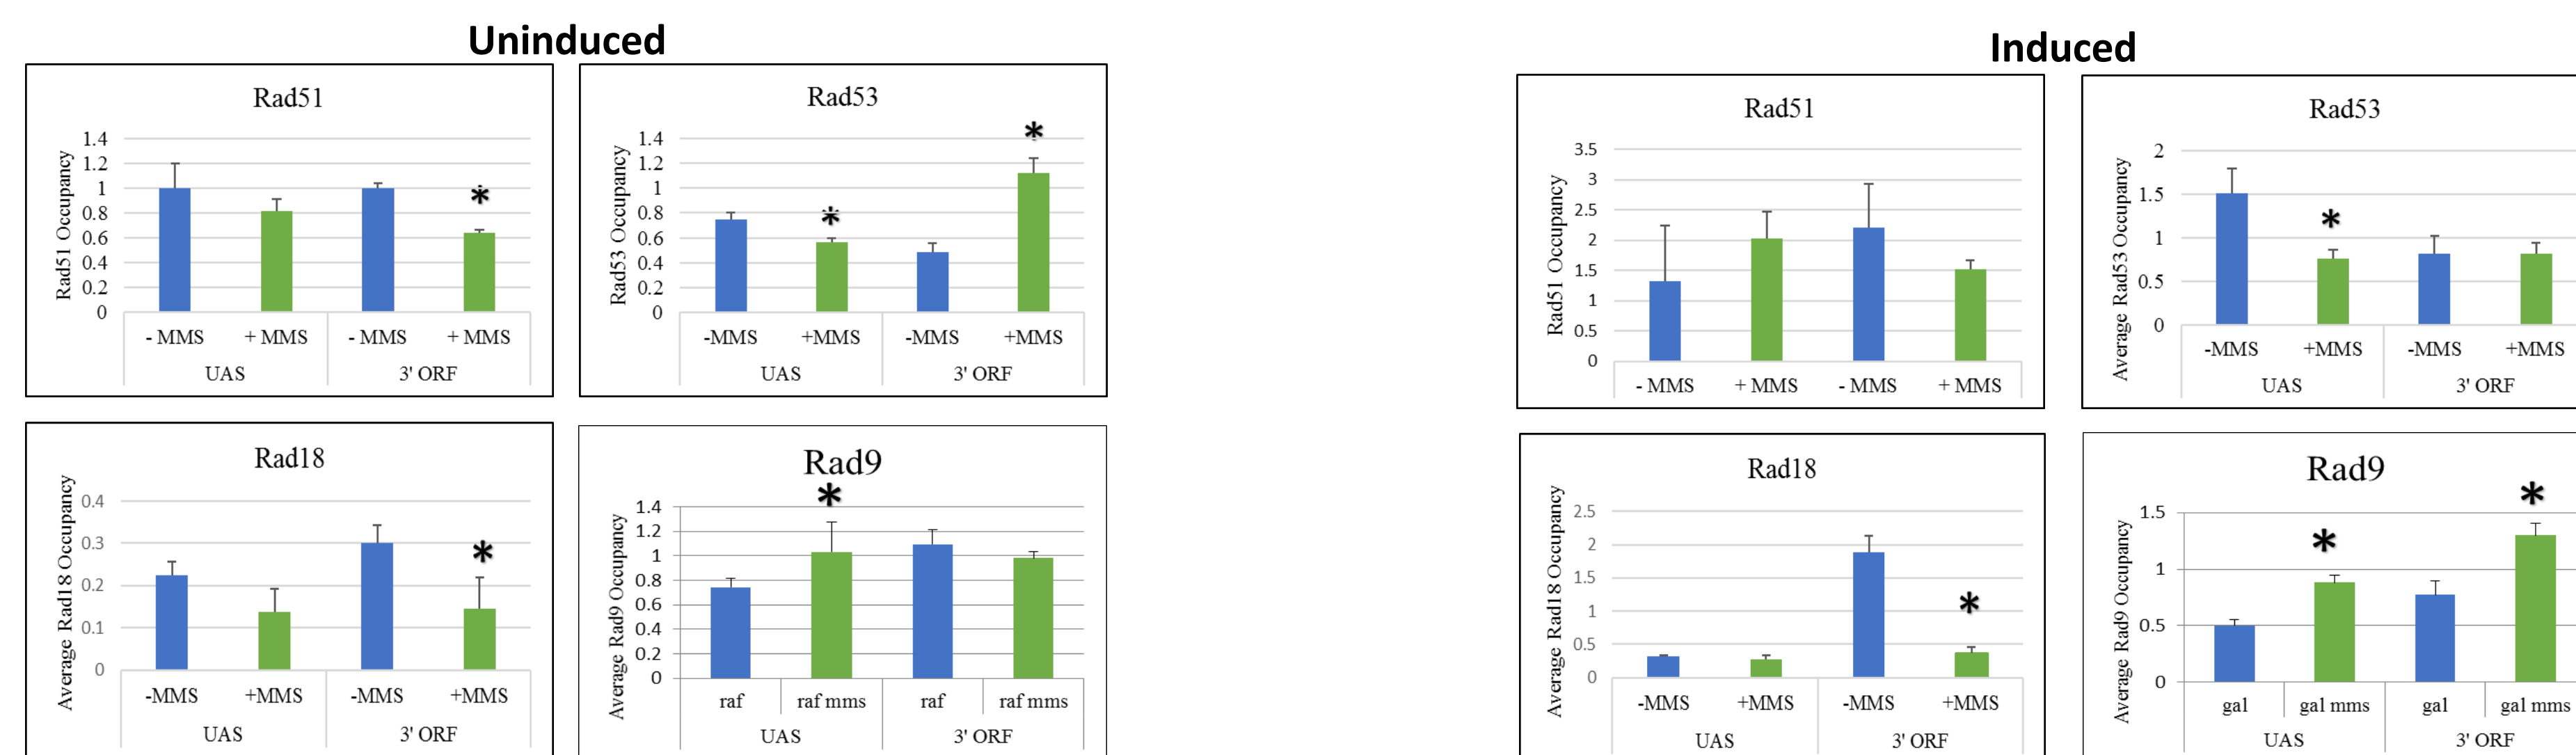 Uninduced
Rad51
Rad51 Occupancy
1.4
1.2
1
0.8
0.6
0.4
0.2
0
- MMS + MMS - MMS + MMS
UAS 3' ORF
Rad53
Rad53 Occupancy
1.4
1.2
1
0.8
0.6
0.4
0.2
0
-MMS +MMS -MMS +MMS
UAS 3' ORF
* * *
Rad18
Average Rad18 Occupancy
0.4
0.3
0.2
0.1
0
-MMS +MMS -MMS +MMS
UAS 3' ORF
*
Rad9
Average Rad9 Occupancy
1.4
1.2
1
0.8
0.6
0.4
0.2
0
raf raf mms raf raf mms
UAS 3' ORF
*
Induced
Rad51
Rad51 Occupancy
3.5
3
2.5
2
1.5
1
0.5
0
- MMS + MMS - MMS + MMS
Rad53
Average Rad53 Occupancy
2
1.5
1
0.5
0
-MMS +MMS -MMS +MMS
UAS 3' ORF
*
Rad18
Average Rad18 Occupancy
2.5
2
1.5
1
0.5
0
-MMS +MMS -MMS +MMS
UAS 3' ORF
*
Rad9
Average Rad9 Occupancy
1.5
1
0.5
0
gal gal mms gal gal mms
UAS 3' ORF
* *